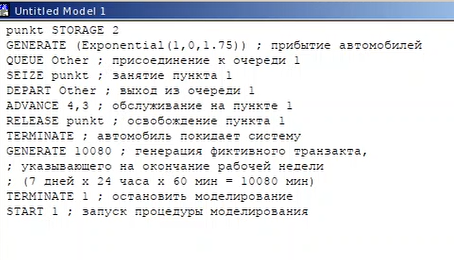 Untitled Model 1
punkt STORAGE 2
GENERATE (Exponential(1,0,1.75)) ; прибытие автомобилей
QUEUE Other ; присоединение к очереди 1
SEIZE punkt ; занятие пункта 1
DEPART Other ; выход из очереди 1
ADVANCE 4,3 ; обслуживание на пункте 1
RELEASE punkt ; освобождение пункта 1
TERMINATE ; автомобиль покидает систему
GENERATE 10080 ; генерация фиктивного транзакта,
; указывающего на окончание рабочей недели
; (7 дней х 24 часа х 60 мин = 10080 мин)
TERMINATE 1 ; остановить моделирование
START 1 ; запуск процедуры моделирования